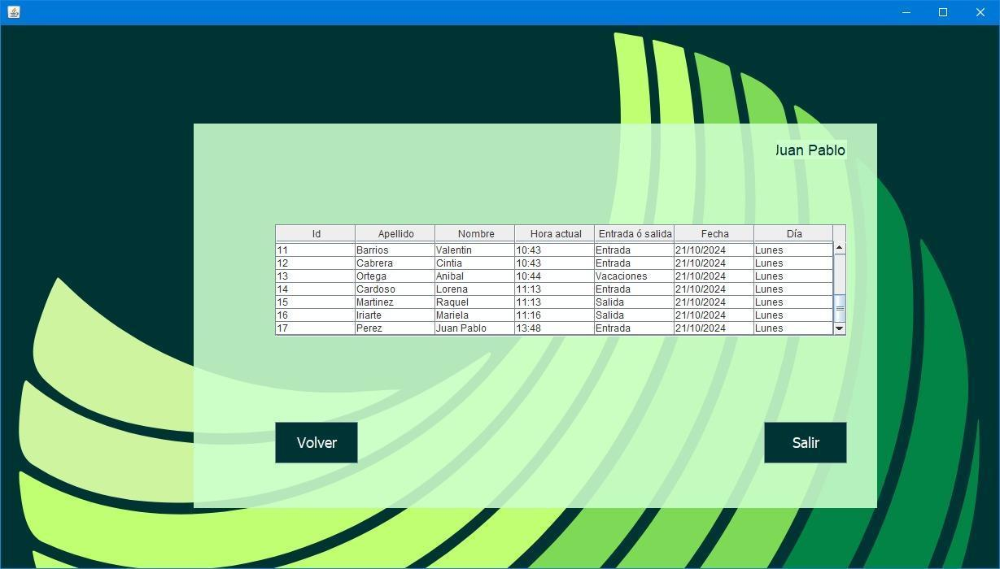 Juan Pablo
Id Apellido Nombre Hora actual Entrada ó salida Fecha Día
11 Barrios Valentin 10:43 Entrada 21/10/2024 Lunes
12 Cabrera Cintia 10:43 Entrada 21/10/2024 Lunes
13 Ortega Anibal 10:44 Vacaciones 21/10/2024 Lunes
14 Cardoso Lorena 11:13 Entrada 21/10/2024 Lunes
15 Martinez Raquel 11:13 Salida 21/10/2024 Lunes
16 Iriarte Mariela 11:16 Salida 21/10/2024 Lunes
17 Perez Juan Pablo 13:48 Entrada 21/10/2024 Lunes
Volver Salir